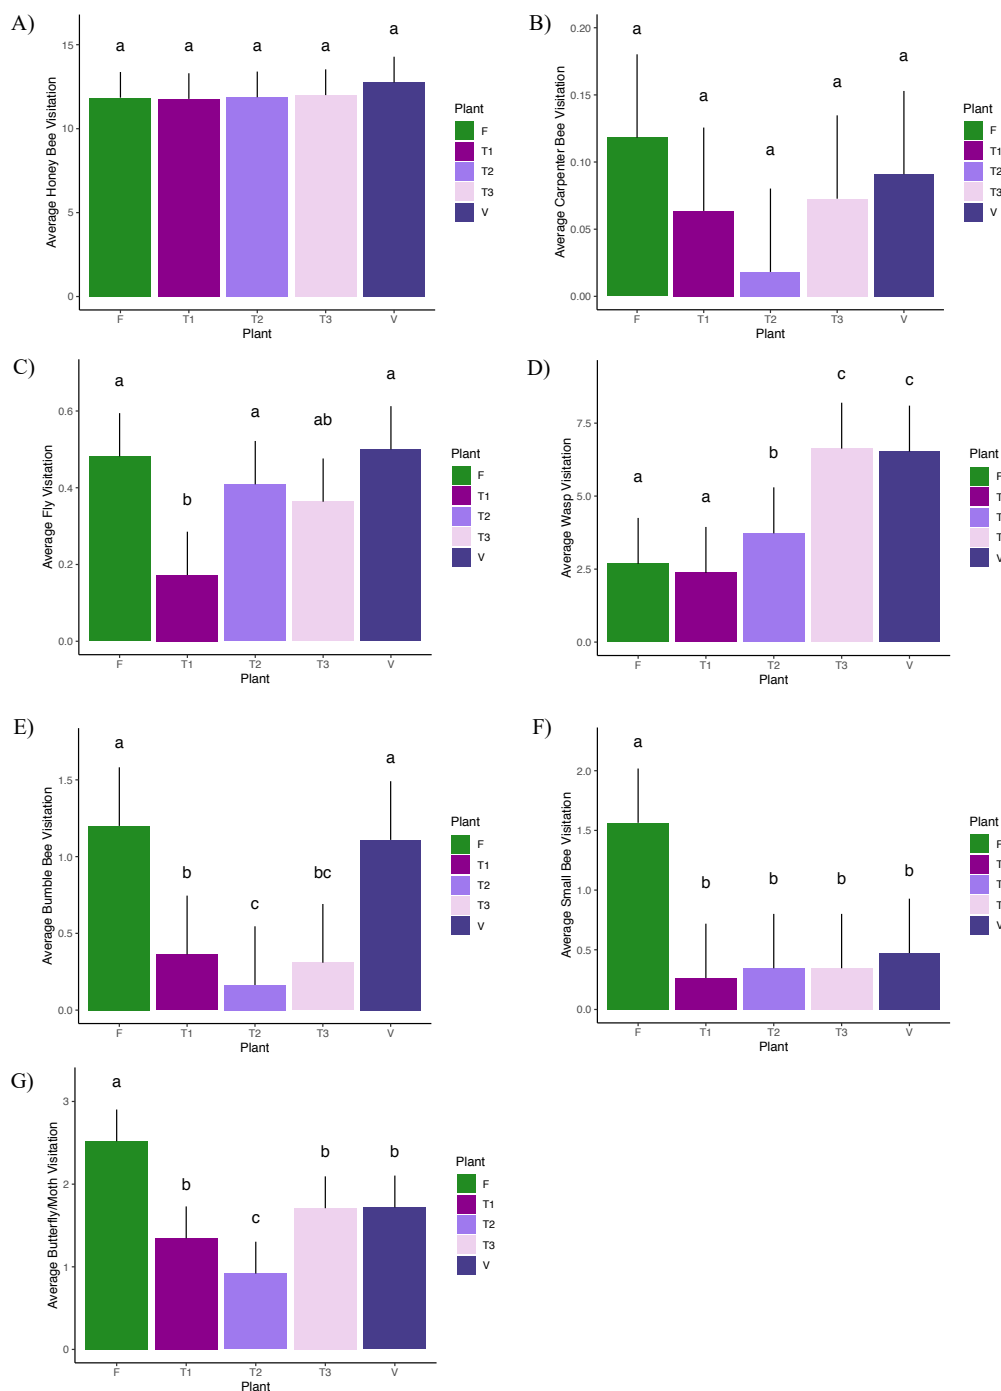 A)
Average Honey Bee Visitation
15
10
5
0
a a a a a
F T1 T2 T3 V
Plant
Plant
F
T1
T2
T3
V
B)
Average Carpenter Bee Visitation
0.20
0.15
0.10
0.05
0.00
a a a a a
F T1 T2 T3 V
Plant
Plant
F
T1
T2
T3
V
C)
Average Fly Visitation
0.6
0.4
0.2
0.0
a b a ab a
F T1 T2 T3 V
Plant
Plant
F
T1
T2
T3
V
D)
Average Wasp Visitation
7.5
5.0
2.5
0.0
a a b c c
F T1 T2 T3 V
Plant
Plant
F
T
T
T
V
E)
Average Bumble Bee Visitation
1.5
1.0
0.5
0.0
a b c bc a
F T1 T2 T3 V
Plant
Plant
F
T1
T2
T3
V
F)
Average Small Bee Visitation
2.0
1.5
1.0
0.5
0.0
a b b b b
F T1 T2 T3 V
Plant
Plant
F
T
T
T
V
G)
Average Butterfly/Moth Visitation
3
2
1
0
a b c b b
F T1 T2 T3 V
Plant
Plant
F
T1
T2
T3
V